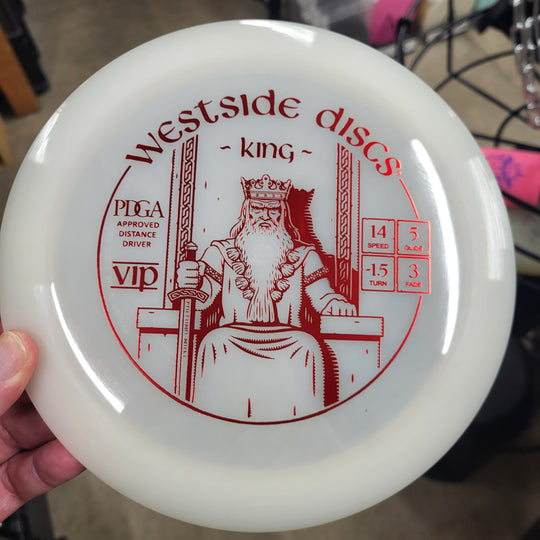 westside discs
- King -
PDGA
APPROVED
DISTANCE
DRIVER
VIP
14 5
SPEED GLIDE
-1.5 3
TURN FADE